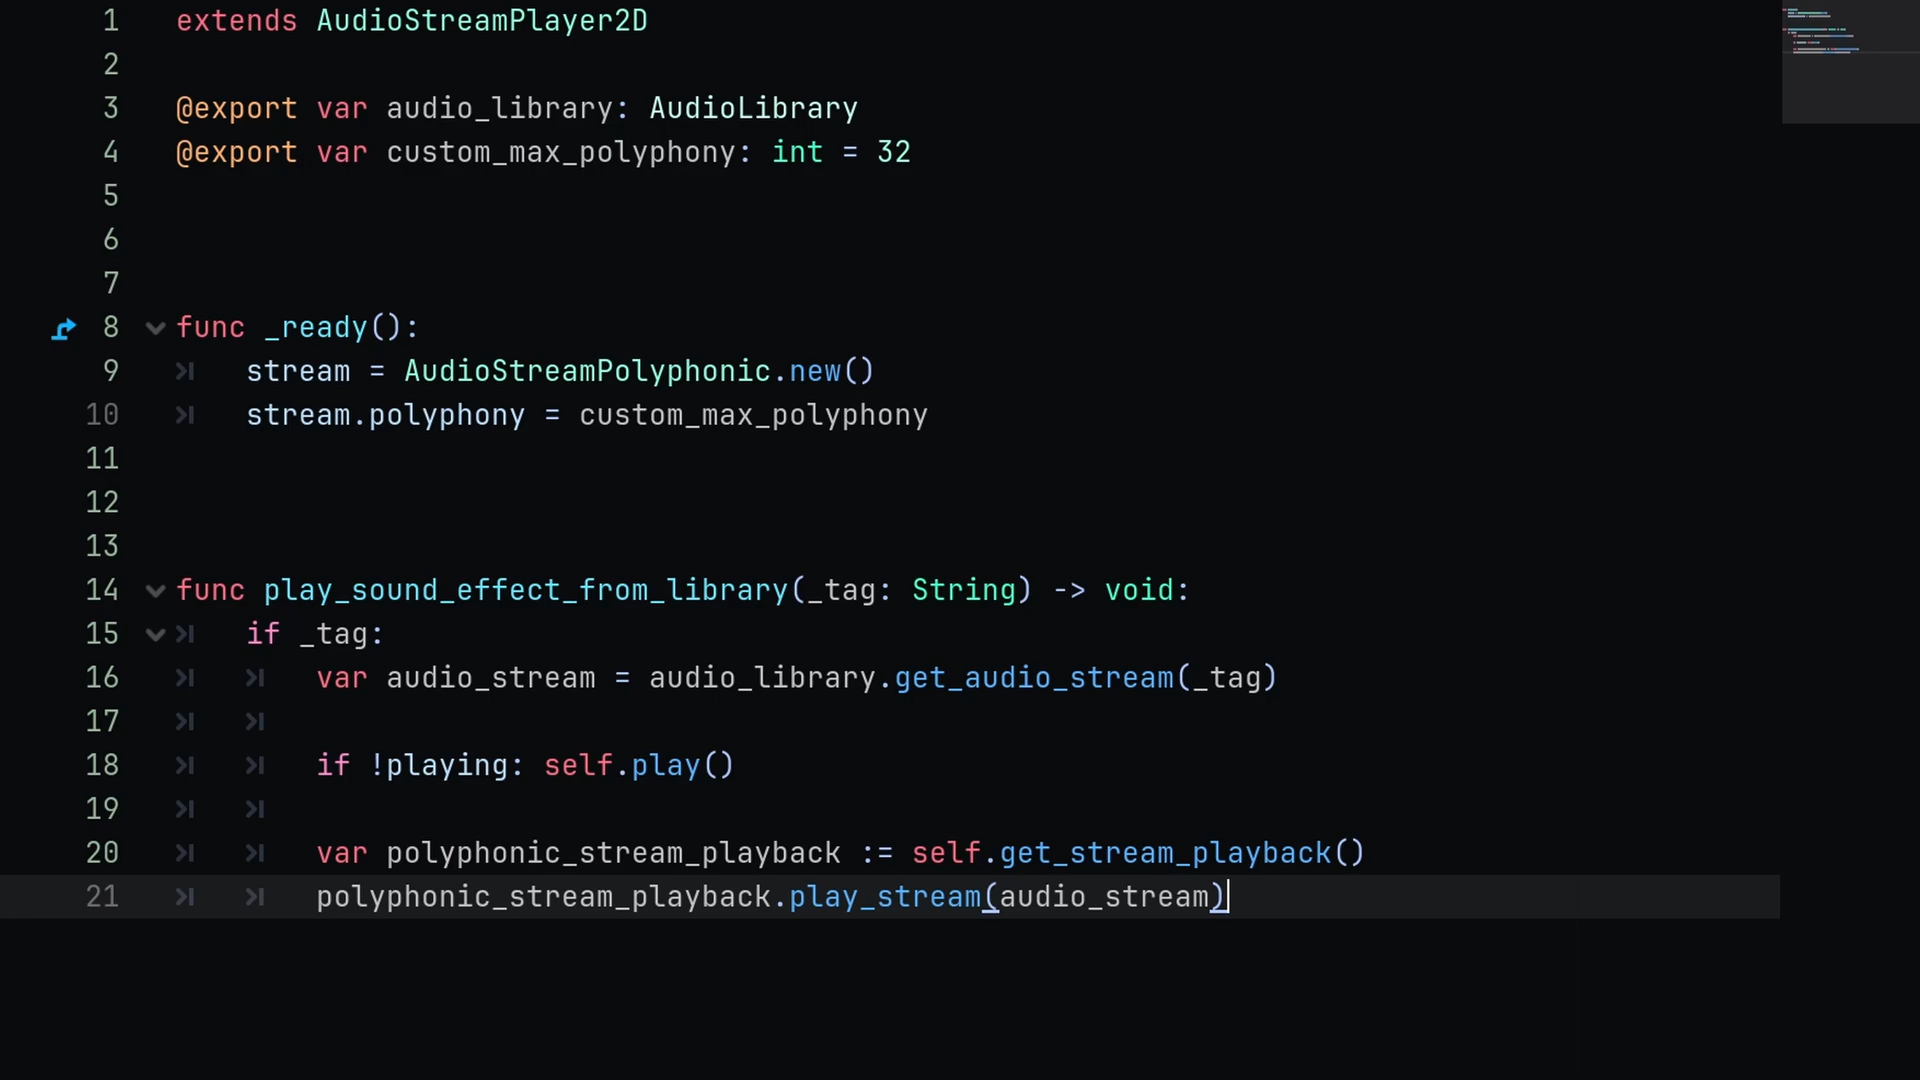 1 extends AudioStreamPlayer2D
2
3 @export var audio_library: AudioLibrary
4 @export var custom_max_polyphony: int = 32
5
6
7
8 func _ready():
9 stream = AudioStreamPolyphonic.new()
10 stream.polyphony = custom_max_polyphony
11
12
13
14 func play_sound_effect_from_library(_tag: String) -> void:
15 if _tag:
16 var audio_stream = audio_library.get_audio_stream(_tag)
17
18 if !playing: self.play()
19
20 var polyphonic_stream_playback := self.get_stream_playback()
21 polyphonic_stream_playback.play_stream(audio_stream)